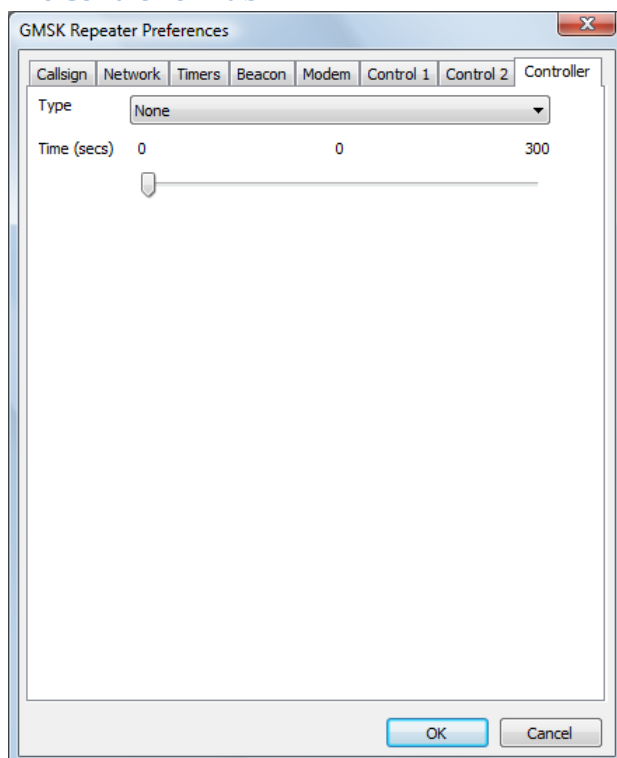 GMSK Repeater Preferences
Callsign Network Timers Beacon Modem Control 1 Control 2 Controller
Type None
Time (secs) 0 0 300
OK Cancel